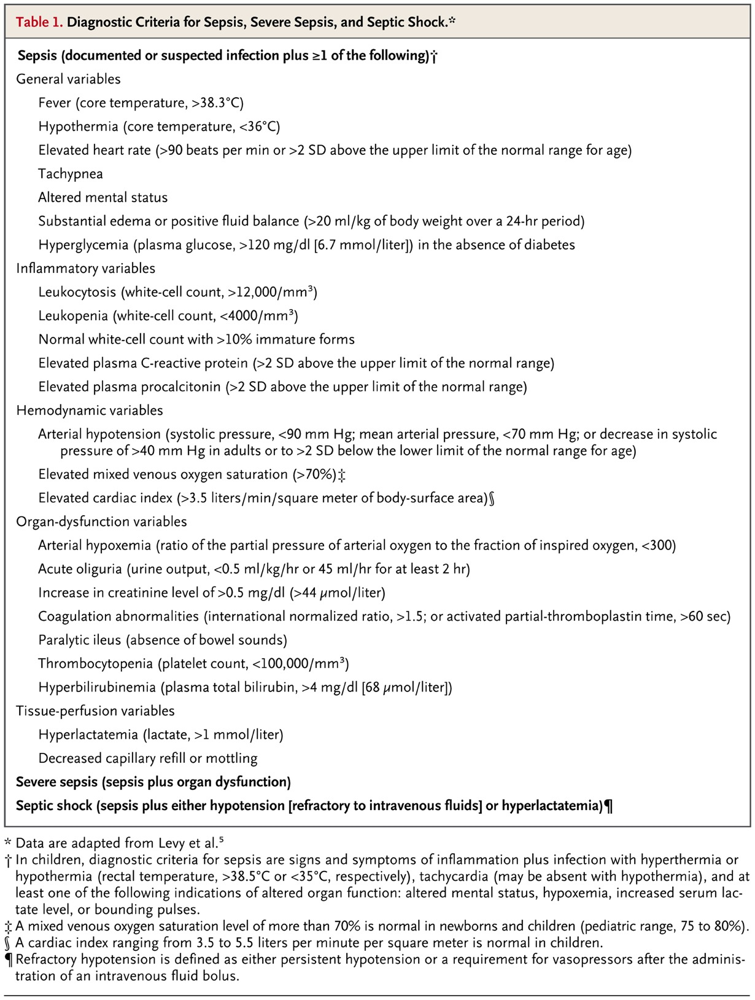 Table 1. Diagnostic Criteria for Sepsis, Severe Sepsis, and Septic Shock.*
Sepsis (documented or suspected infection plus ≥1 of the following)†
General variables
Fever (core temperature, >38.3°C)
Hypothermia (core temperature, <36°C)
Elevated heart rate (>90 beats per min or >2 SD above the upper limit of the normal range for age)
Tachypnea
Altered mental status
Substantial edema or positive fluid balance (>20 ml/kg of body weight over a 24-hr period)
Hyperglycemia (plasma glucose, >120 mg/dl [6.7 mmol/liter]) in the absence of diabetes
Inflammatory variables
Leukocytosis (white-cell count, >12,000/mm³)
Leukopenia (white-cell count, <4000/mm³)
Normal white-cell count with >10% immature forms
Elevated plasma C-reactive protein (>2 SD above the upper limit of the normal range)
Elevated plasma procalcitonin (>2 SD above the upper limit of the normal range)
Hemodynamic variables
Arterial hypotension (systolic pressure, <90 mm Hg; mean arterial pressure, <70 mm Hg; or decrease in systolic
pressure of >40 mm Hg in adults or to >2 SD below the lower limit of the normal range for age)
Elevated mixed venous oxygen saturation (>70%)‡
Elevated cardiac index (>3.5 liters/min/square meter of body-surface area)§
Organ-dysfunction variables
Arterial hypoxemia (ratio of the partial pressure of arterial oxygen to the fraction of inspired oxygen, <300)
Acute oliguria (urine output, <0.5 ml/kg/hr or 45 ml/hr for at least 2 hr)
Increase in creatinine level of >0.5 mg/dl (>44 μmol/liter)
Coagulation abnormalities (international normalized ratio, >1.5; or activated partial-thromboplastin time, >60 sec)
Paralytic ileus (absence of bowel sounds)
Thrombocytopenia (platelet count, <100,000/mm³)
Hyperbilirubinemia (plasma total bilirubin, >4 mg/dl [68 μmol/liter])
Tissue-perfusion variables
Hyperlactatemia (lactate, >1 mmol/liter)
Decreased capillary refill or mottling
Severe sepsis (sepsis plus organ dysfunction)
Septic shock (sepsis plus either hypotension [refractory to intravenous fluids] or hyperlactatemia)¶
* Data are adapted from Levy et al.⁵
† In children, diagnostic criteria for sepsis are signs and symptoms of inflammation plus infection with hyperthermia or
hypothermia (rectal temperature, >38.5°C or <35°C, respectively), tachycardia (may be absent with hypothermia), and at
least one of the following indications of altered organ function: altered mental status, hypoxemia, increased serum lac-
tate level, or bounding pulses.
‡ A mixed venous oxygen saturation level of more than 70% is normal in newborns and children (pediatric range, 75 to 80%).
§ A cardiac index ranging from 3.5 to 5.5 liters per minute per square meter is normal in children.
¶ Refractory hypotension is defined as either persistent hypotension or a requirement for vasopressors after the adminis-
tration of an intravenous fluid bolus.